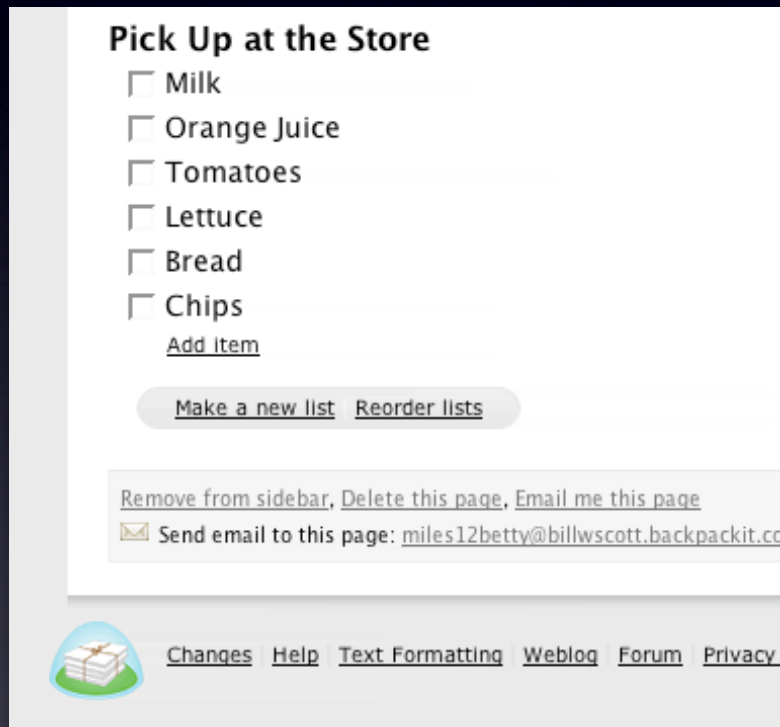 Pick Up at the Store
Milk
Orange Juice
Tomatoes
Lettuce
Bread
Chips
Add item
Make a new list Reorder lists
Remove from sidebar, Delete this page, Email me this page
Send email to this page: miles12betty@billwscott.backpackit.co
Changes Help Text Formatting Weblog Forum Privacy